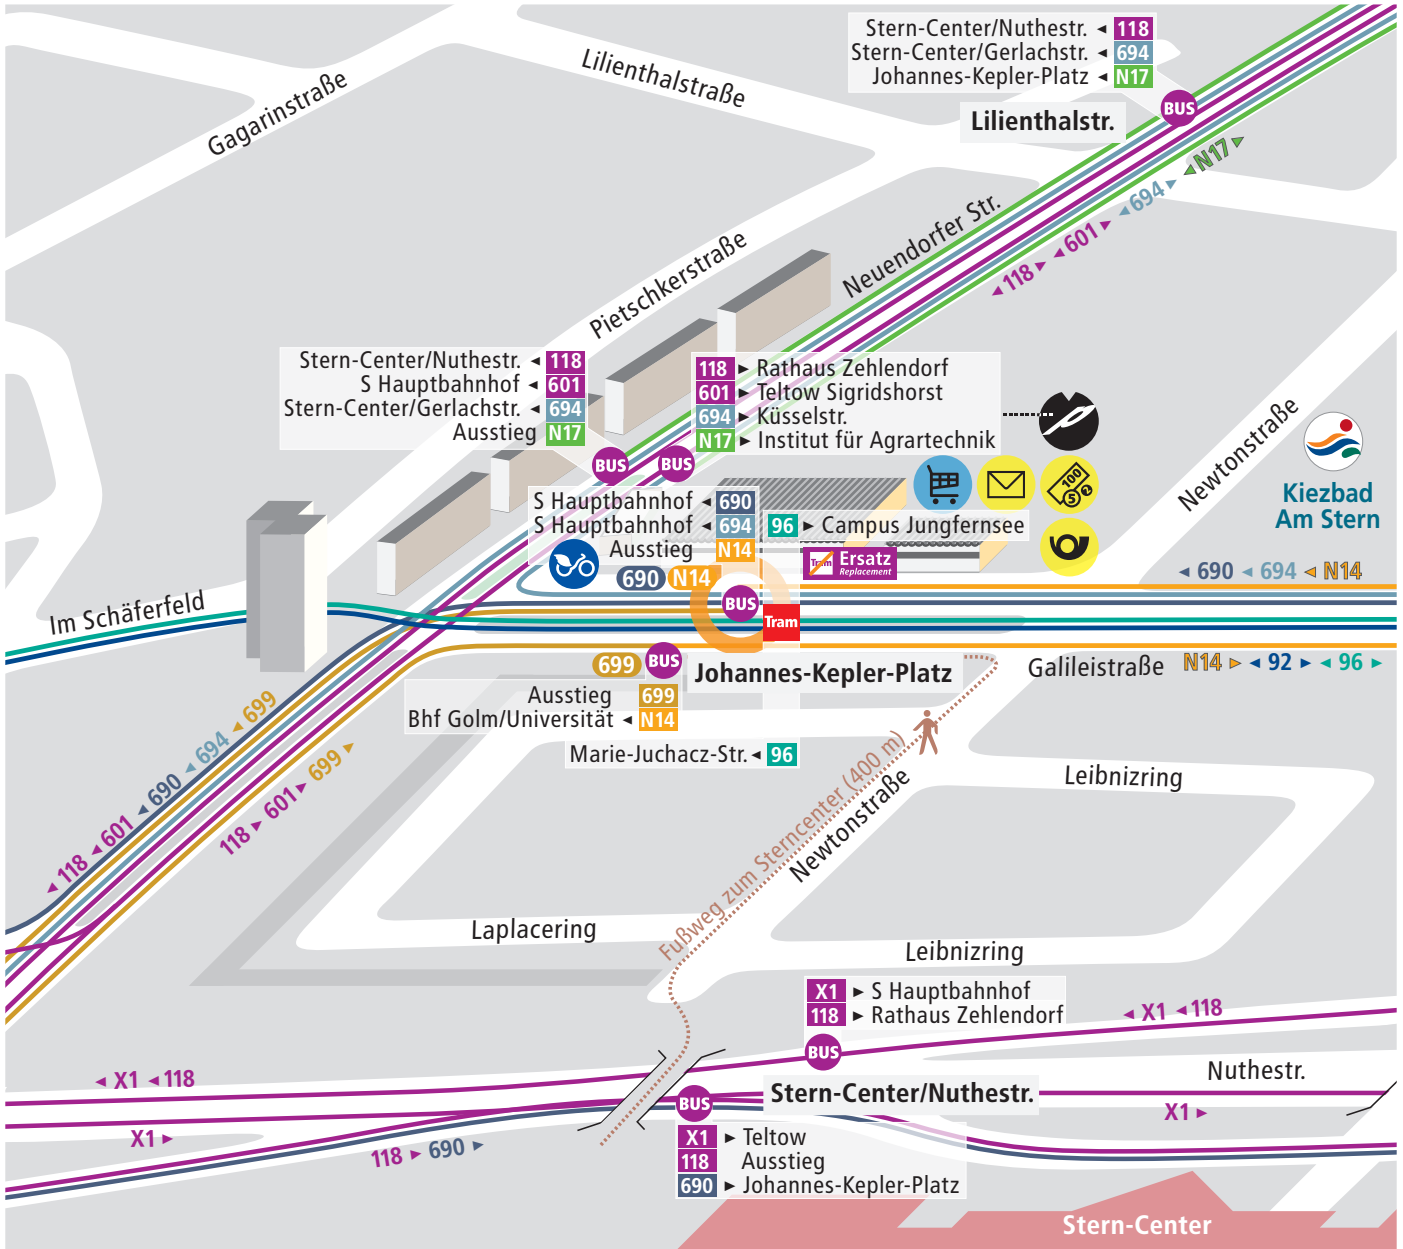 Stern-Center/Nuthestr. ◄ 118
Stern-Center/Gerlachstr. ◄ 694
Johannes-Kepler-Platz ◄ N17
BUS
Lilienthalstr.
Lilienthalstraße
Gagarinstraße
◄ N17 ►
◄ 694 ►
◄ 601 ►
◄ 118 ►
Neuendorfer Str.
Pietschkerstraße
Stern-Center/Nuthestr. ◄ 118
S Hauptbahnhof ◄ 601
Stern-Center/Gerlachstr. ◄ 694
Ausstieg N17
118 ► Rathaus Zehlendorf
601 ► Teltow Sigridshorst
694 ► Küsselstr.
N17 ► Institut für Agrartechnik
BUS
BUS
Newtonstraße
Kiezbad
Am Stern
100
5
2
S Hauptbahnhof ◄ 690
S Hauptbahnhof ◄ 694
Ausstieg N14
96 ► Campus Jungfernsee
Tram Ersatz
Replacement
690 N14
BUS
Tram
◄ 690 ◄ 694 ◄ N14
Im Schäferfeld
699 BUS
Johannes-Kepler-Platz
Galileistraße N14 ► ◄ 92 ► ◄ 96 ►
Ausstieg 699
Bhf Golm/Universität ◄ N14
Marie-Juchacz-Str. ◄ 96
◄ 118 ◄ 601 ◄ 690 ◄ 694 ◄ 699
118 ► 601 ► 699 ►
Fußweg zum Sterncenter (400 m)
Newtonstraße
Leibnizring
Laplacering
Leibnizring
X1 ► S Hauptbahnhof
118 ► Rathaus Zehlendorf
BUS
◄ X1 ◄ 118
◄ X1 ◄ 118
Nuthestr.
Stern-Center/Nuthestr.
BUS
X1 ►
X1 ►
118 ► 690 ►
X1 ► Teltow
118 Ausstieg
690 ► Johannes-Kepler-Platz
Stern-Center